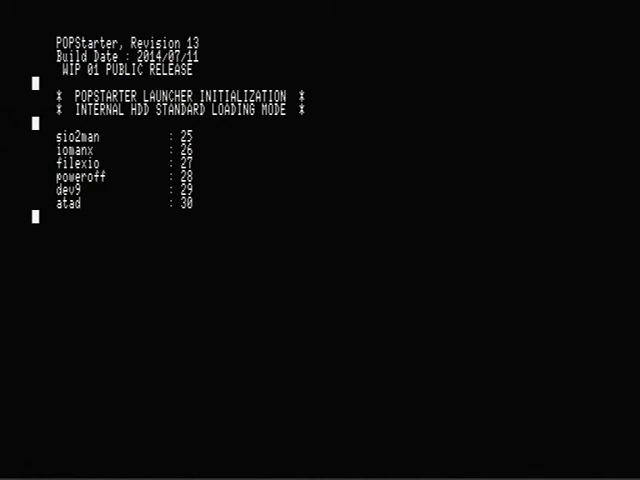 POPStarter, Revision 13
Build Date : 2014/07/11
WIP 01 PUBLIC RELEASE
* POPSTARTER LAUNCHER INITIALIZATION *
* INTERNAL HDD STANDARD LOADING MODE *
sio2man : 25
iomanx : 26
filexio : 27
poweroff : 28
dev9 : 29
atad : 30